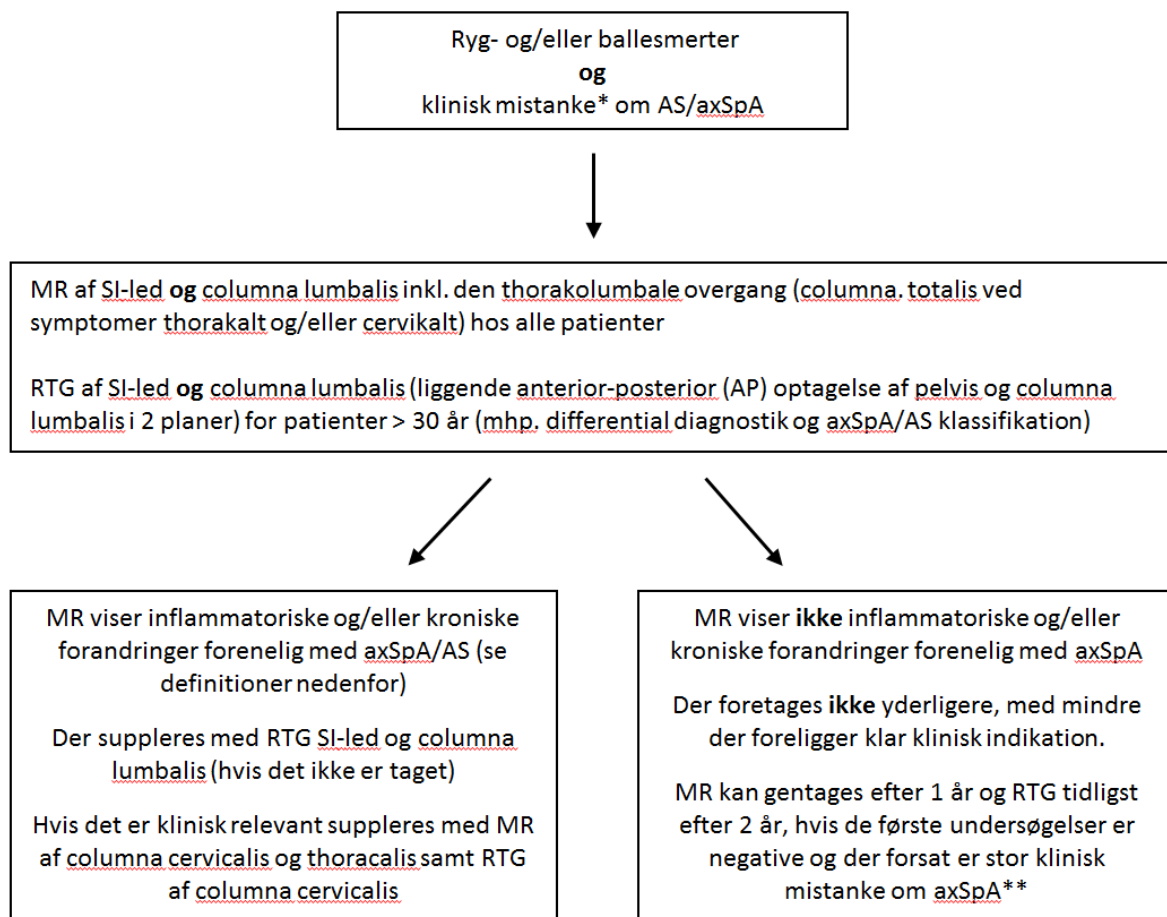 Ryg- og/eller ballesmerter
og
klinisk mistanke* om AS/axSpA
MR af SI-led og columna lumbalis inkl. den thorakolumbale overgang (columna. totalis ved
symptomer thorakalt og/eller cervikalt) hos alle patienter
RTG af SI-led og columna lumbalis (liggende anterior-posterior (AP) optagelse af pelvis og columna
lumbalis i 2 planer) for patienter > 30 år (mhp. differential diagnostik og axSpA/AS klassifikation)
MR viser inflammatoriske og/eller kroniske
forandringer forenelig med axSpA/AS (se
definitioner nedenfor)
Der suppleres med RTG SI-led og columna
lumbalis (hvis det ikke er taget)
Hvis det er klinisk relevant suppleres med MR
af columna cervicalis og thoracalis samt RTG
af columna cervicalis
MR viser ikke inflammatoriske og/eller
kroniske forandringer forenelig med axSpA
Der foretages ikke yderligere, med mindre
der foreligger klar klinisk indikation.
MR kan gentages efter 1 år og RTG tidligst
efter 2 år, hvis de første undersøgelser er
negative og der forsat er stor klinisk
mistanke om axSpA**